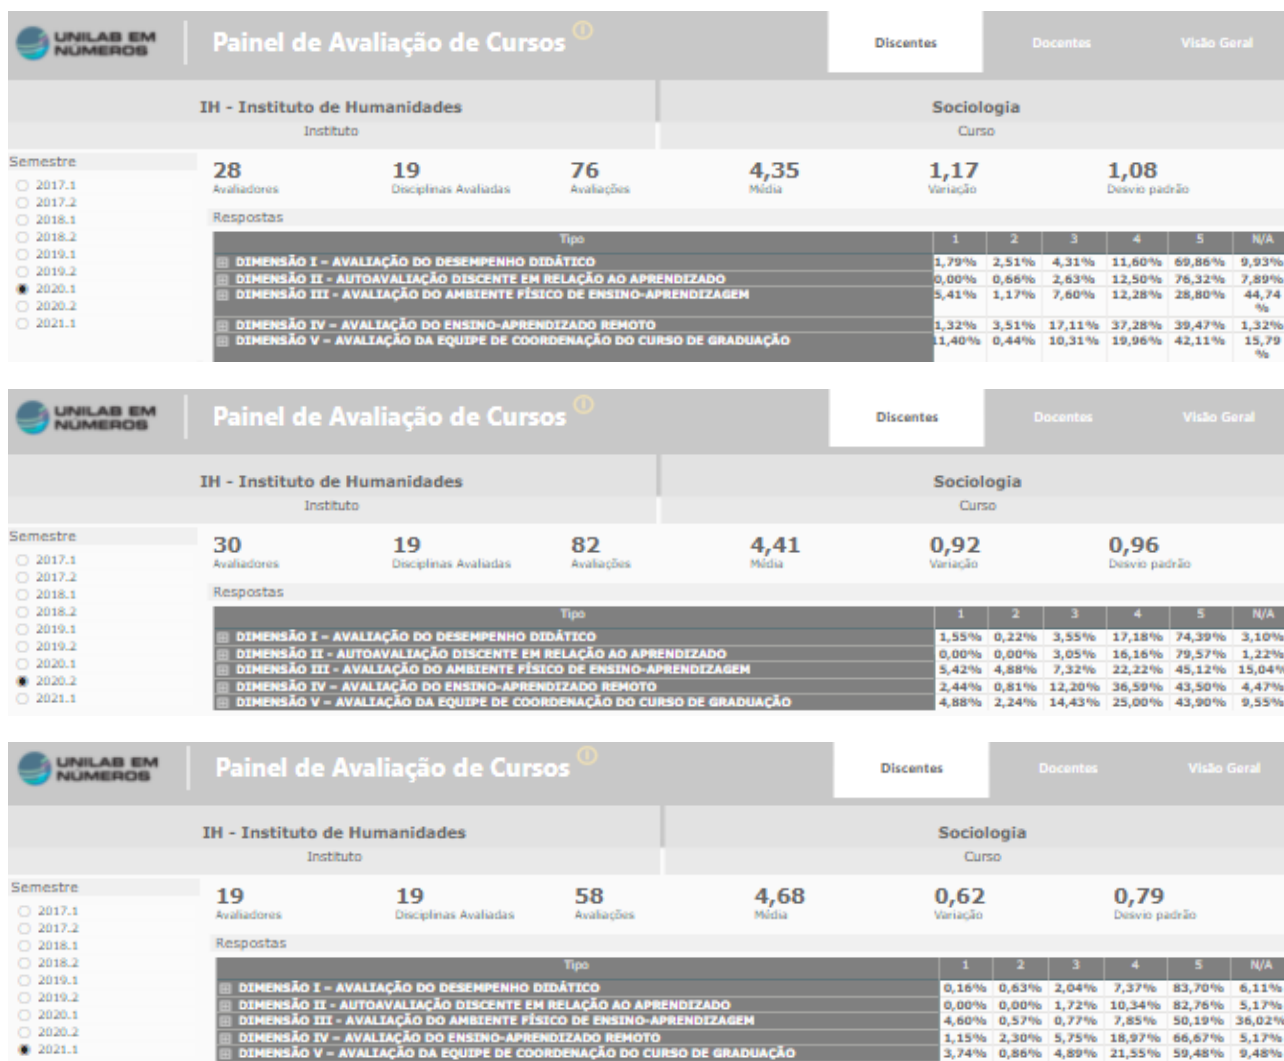 UNILAB EM
NÚMEROS
Painel de Avaliação de Cursos
Discentes
Docentes
Visão Geral
IH - Instituto de Humanidades
Sociologia
Instituto
Curso
Semestre
2017.1
2017.2
2018.1
2018.2
2019.1
2019.2
2020.1
2020.2
2021.1
28
19
76
4,35
1,17
1,08
Avaliadores
Disciplinas Avaliadas
Avaliações
Média
Variação
Desvio padrão
Respostas
Tipo 1 2 3 4 5 N/A
DIMENSÃO I – AVALIAÇÃO DO DESEMPENHO DIDÁTICO 1,79% 2,51% 4,31% 11,60% 69,86% 9,93%
DIMENSÃO II - AUTOAVALIAÇÃO DISCENTE EM RELAÇÃO AO APRENDIZADO 0,00% 0,66% 2,63% 12,50% 76,32% 7,89%
DIMENSÃO III - AVALIAÇÃO DO AMBIENTE FÍSICO DE ENSINO-APRENDIZAGEM 5,41% 1,17% 7,60% 12,28% 28,80% 44,74
%
DIMENSÃO IV – AVALIAÇÃO DO ENSINO-APRENDIZADO REMOTO 1,32% 3,51% 17,11% 37,28% 39,47% 1,32%
DIMENSÃO V – AVALIAÇÃO DA EQUIPE DE COORDENAÇÃO DO CURSO DE GRADUAÇÃO 11,40% 0,44% 10,31% 19,96% 42,11% 15,79
%
UNILAB EM
NÚMEROS
Painel de Avaliação de Cursos
Discentes
Docentes
Visão Geral
IH - Instituto de Humanidades
Sociologia
Instituto
Curso
Semestre
2017.1
2017.2
2018.1
2018.2
2019.1
2019.2
2020.1
2020.2
2021.1
30
19
82
4,41
0,92
0,96
Avaliadores
Disciplinas Avaliadas
Avaliações
Média
Variação
Desvio padrão
Respostas
Tipo 1 2 3 4 5 N/A
DIMENSÃO I – AVALIAÇÃO DO DESEMPENHO DIDÁTICO 1,55% 0,22% 3,55% 17,18% 74,39% 3,10%
DIMENSÃO II - AUTOAVALIAÇÃO DISCENTE EM RELAÇÃO AO APRENDIZADO 0,00% 0,00% 3,05% 16,16% 79,57% 1,22%
DIMENSÃO III - AVALIAÇÃO DO AMBIENTE FÍSICO DE ENSINO-APRENDIZAGEM 5,42% 4,88% 7,32% 22,22% 45,12% 15,04%
DIMENSÃO IV – AVALIAÇÃO DO ENSINO-APRENDIZADO REMOTO 2,44% 0,81% 12,20% 36,59% 43,50% 4,47%
DIMENSÃO V – AVALIAÇÃO DA EQUIPE DE COORDENAÇÃO DO CURSO DE GRADUAÇÃO 4,88% 2,24% 14,43% 25,00% 43,90% 9,55%
UNILAB EM
NÚMEROS
Painel de Avaliação de Cursos
Discentes
Docentes
Visão Geral
IH - Instituto de Humanidades
Sociologia
Instituto
Curso
Semestre
2017.1
2017.2
2018.1
2018.2
2019.1
2019.2
2020.1
2020.2
2021.1
19
19
58
4,68
0,62
0,79
Avaliadores
Disciplinas Avaliadas
Avaliações
Média
Variação
Desvio padrão
Respostas
Tipo 1 2 3 4 5 N/A
DIMENSÃO I – AVALIAÇÃO DO DESEMPENHO DIDÁTICO 0,16% 0,63% 2,04% 7,37% 83,70% 6,11%
DIMENSÃO II - AUTOAVALIAÇÃO DISCENTE EM RELAÇÃO AO APRENDIZADO 0,00% 0,00% 1,72% 10,34% 82,76% 5,17%
DIMENSÃO III - AVALIAÇÃO DO AMBIENTE FÍSICO DE ENSINO-APRENDIZAGEM 4,60% 0,57% 0,77% 7,85% 50,19% 36,02%
DIMENSÃO IV – AVALIAÇÃO DO ENSINO-APRENDIZADO REMOTO 1,15% 2,30% 5,75% 18,97% 66,67% 5,17%
DIMENSÃO V – AVALIAÇÃO DA EQUIPE DE COORDENAÇÃO DO CURSO DE GRADUAÇÃO 3,74% 0,86% 4,89% 21,55% 59,48% 9,48%